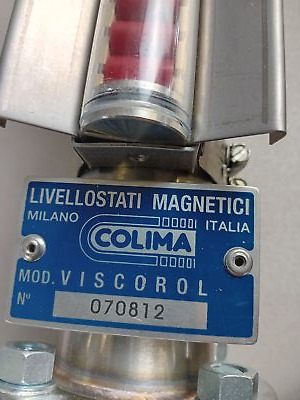 LIVELLOSTATI MAGNETICI
MILANO COLIMA ITALIA
MOD. VISCOROL
N° 070812